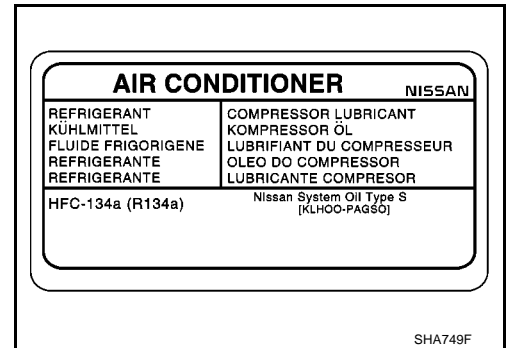 AIR CONDITIONER NISSAN
REFRIGERANT
KÜHLMITTEL
FLUIDE FRIGORIGENE
REFRIGERANTE
REFRIGERANTE
COMPRESSOR LUBRICANT
KOMPRESSOR ÖL
LUBRIFIANT DU COMPRESSEUR
OLEO DO COMPRESSOR
LUBRICANTE COMPRESOR
HFC-134a (R134a)
Nissan System Oil Type S
[KLHOO-PAGSO]
SHA749F